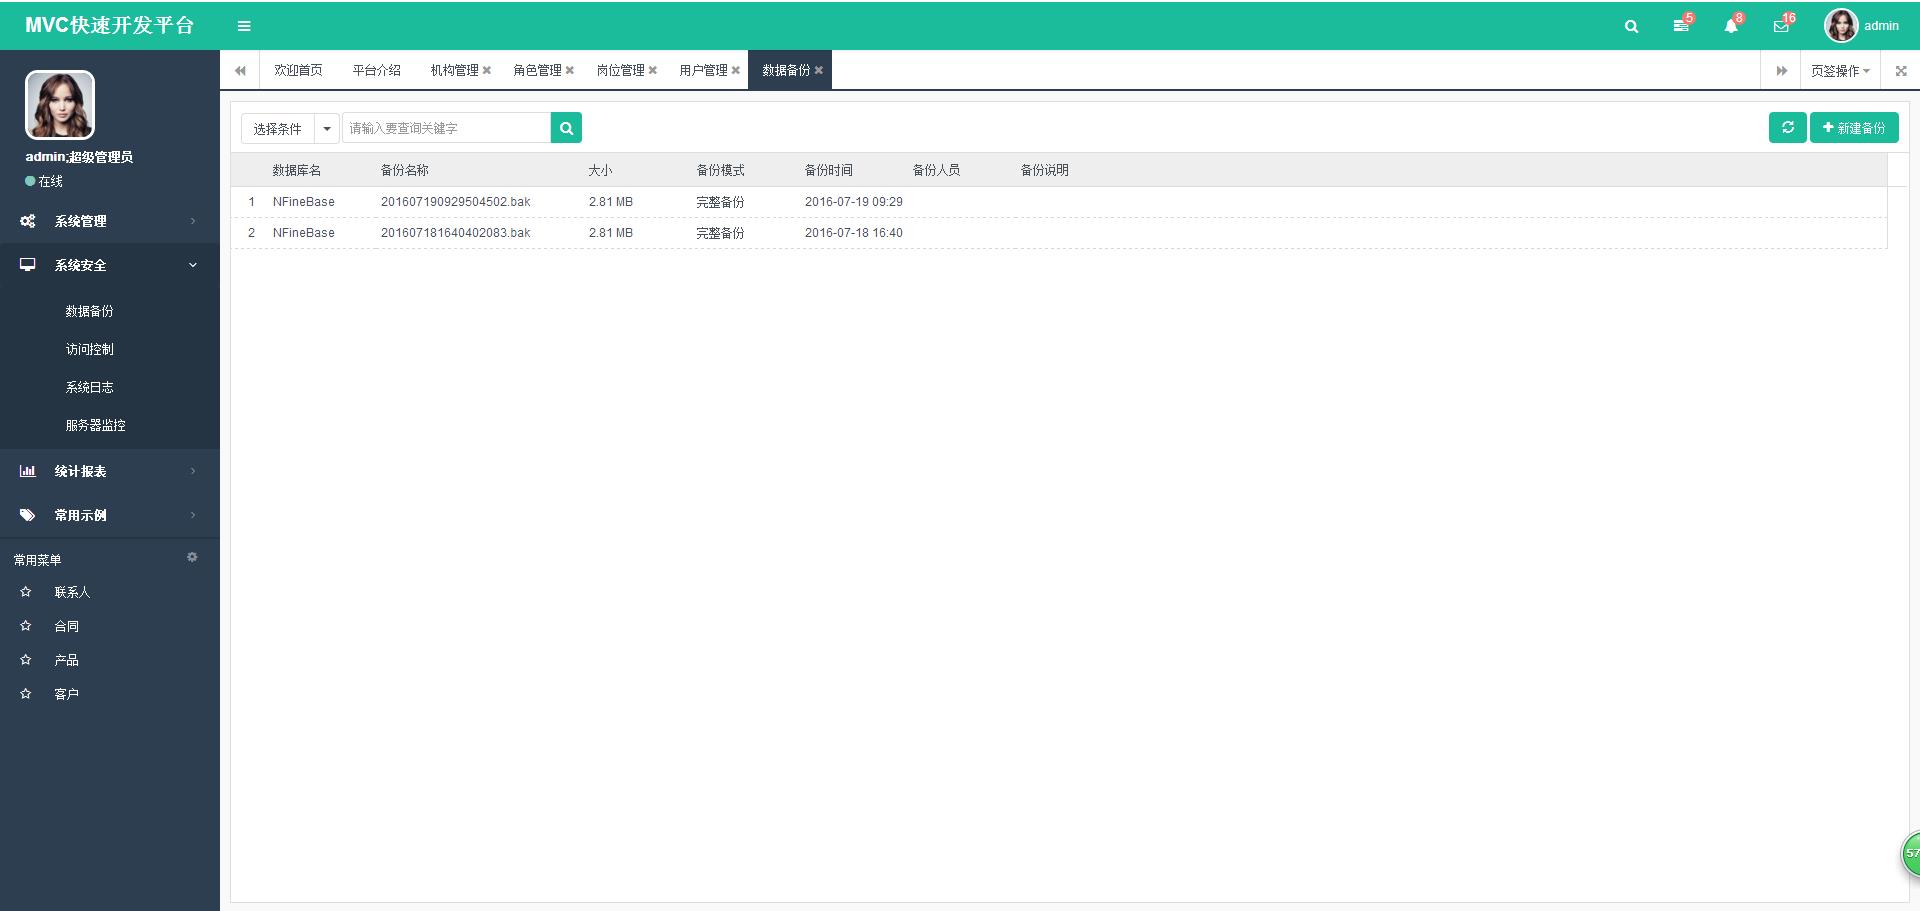 MVC快速开发平台
5
8
16
admin
admin;超级管理员
在线
系统管理
系统安全
数据备份
访问控制
系统日志
服务器监控
统计报表
常用示例
常用菜单
联系人
合同
产品
客户
欢迎首页 平台介绍 机构管理 角色管理 岗位管理 用户管理 数据备份 页签操作
选择条件 请输入要查询关键字 新建备份
数据库名 备份名称 大小 备份模式 备份时间 备份人员 备份说明
1 NFineBase 201607190929504502.bak 2.81 MB 完整备份 2016-07-19 09:29
2 NFineBase 201607181640402083.bak 2.81 MB 完整备份 2016-07-18 16:40
57